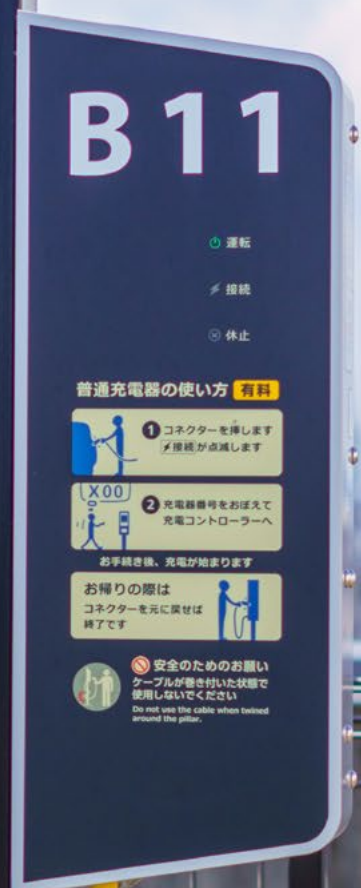 B11
運転
接続
休止
普通充電器の使い方 有料
1 コネクターを挿します
接続 が点滅します
X00
2 充電器番号をおぼえて
充電コントローラーへ
お手続き後、充電が始まります
お帰りの際は
コネクターを元に戻せば
終了です
安全のためのお願い
ケーブルが巻き付いた状態で
使用しないでください
Do not use the cable when twined
around the pillar.